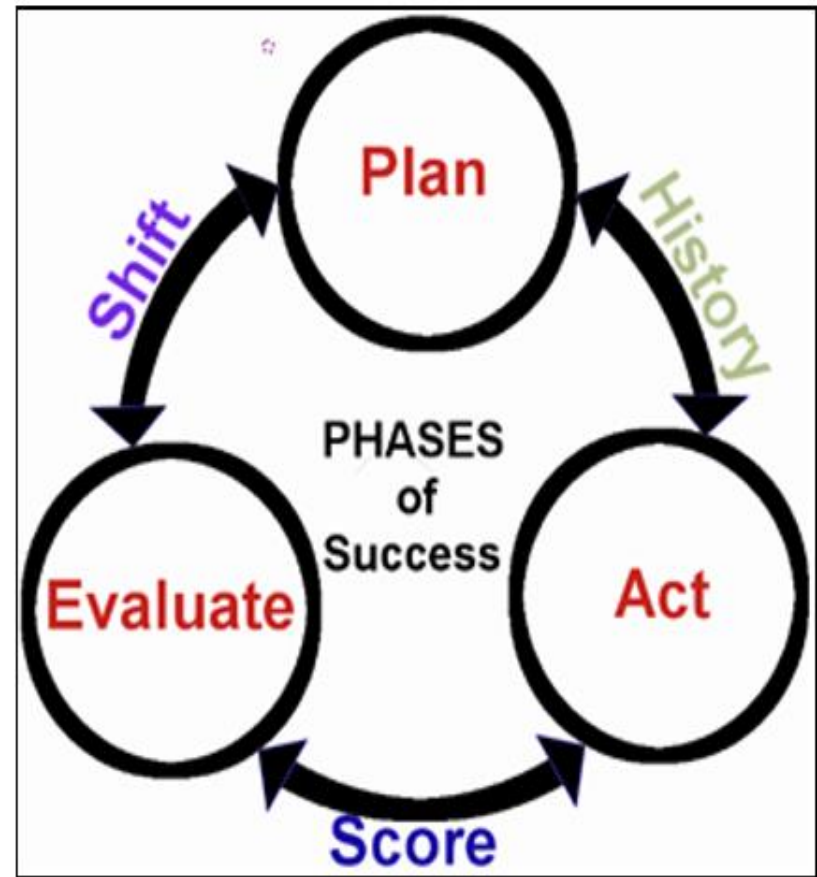 Plan
Shift
History
PHASES
of
Success
Evaluate
Act
Score